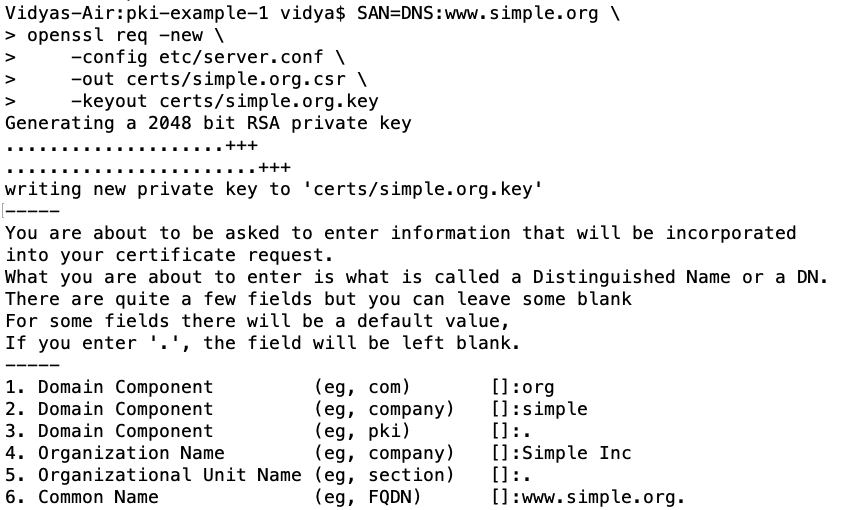 Vidyas-Air:pki-example-1 vidya$ SAN=DNS:www.simple.org \
> openssl req -new \
>     -config etc/server.conf \
>     -out certs/simple.org.csr \
>     -keyout certs/simple.org.key
Generating a 2048 bit RSA private key
....................+++
.......................+++
writing new private key to 'certs/simple.org.key'
-----
You are about to be asked to enter information that will be incorporated
into your certificate request.
What you are about to enter is what is called a Distinguished Name or a DN.
There are quite a few fields but you can leave some blank
For some fields there will be a default value,
If you enter '.', the field will be left blank.
-----
1. Domain Component         (eg, com)       []:org
2. Domain Component         (eg, company)   []:simple
3. Domain Component         (eg, pki)       []:.
4. Organization Name        (eg, company)   []:Simple Inc
5. Organizational Unit Name (eg, section)   []:.
6. Common Name              (eg, FQDN)      []:www.simple.org.